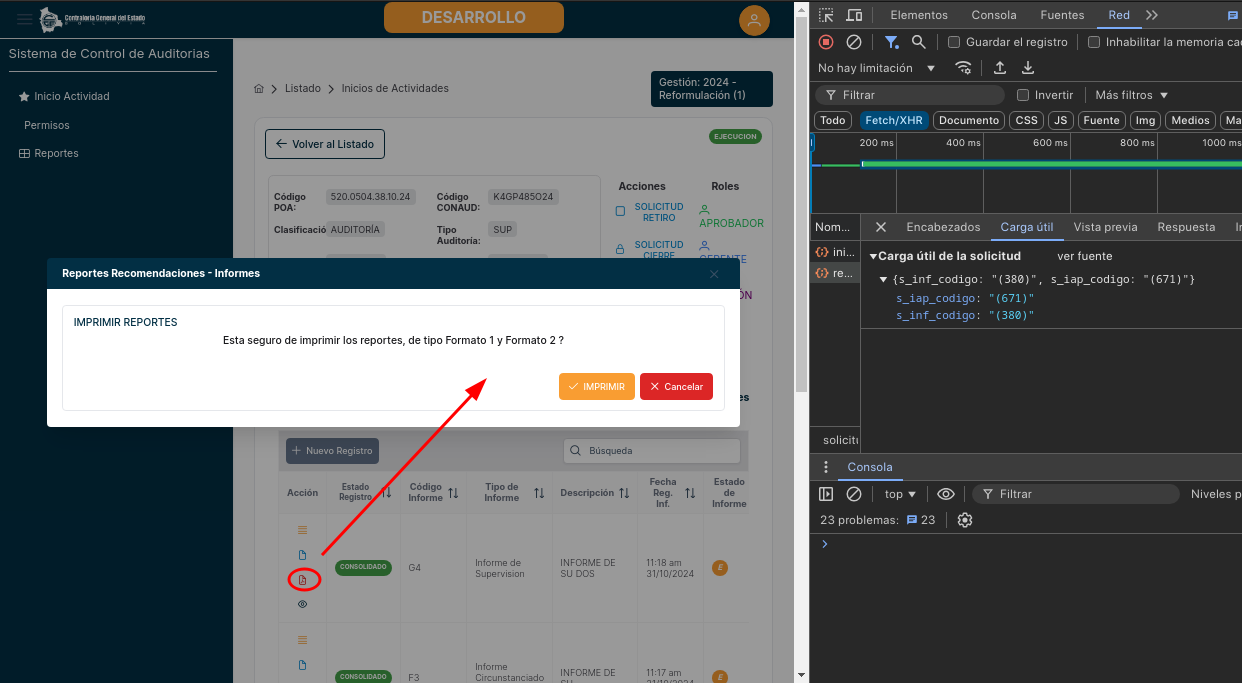 Contraloría General del Estado
DESARROLLO
Sistema de Control de Auditorias
Inicio Actividad
Permisos
Reportes
Listado
Inicios de Actividades
Gestión: 2024 -
Reformulación (1)
EJECUCION
Volver al Listado
Código
POA:
520.0504.38.10.24
Código
CONAUD:
K4GP485O24
Clasificació
AUDITORÍA
Tipo
Auditoría:
SUP
Acciones
Roles
SOLICITUD
RETIRO
APROBADOR
SOLICITUD
CIERRE
GERENTE
Reportes Recomendaciones - Informes
IMPRIMIR REPORTES
Esta seguro de imprimir los reportes, de tipo Formato 1 y Formato 2 ?
IMPRIMIR
Cancelar
ÓN
es
Nuevo Registro
Búsqueda
Acción
Estado
Registro
Código
Informe
Tipo de
Informe
Descripción
Fecha
Reg.
Inf.
Estado
de
Informe
CONSOLIDADO
G4
Informe de
Supervision
INFORME DE
SU DOS
11:18 am
31/10/2024
E
CONSOLIDADO
F3
Informe
Circunstanciado
INFORME DE
SU
11:17 am
31/10/2024
E
Elementos
Consola
Fuentes
Red
Guardar el registro
Inhabilitar la memoria cac
No hay limitación
Filtrar
Invertir
Más filtros
Todo
Fetch/XHR
Documento
CSS
JS
Fuente
Img
Medios
Ma
200 ms
400 ms
600 ms
800 ms
1000 ms
Nom...
Encabezados
Carga útil
Vista previa
Respuesta
ini...
re...
Carga útil de la solicitud
ver fuente
{s_inf_codigo: "(380)", s_iap_codigo: "(671)"}
s_iap_codigo: "(671)"
s_inf_codigo: "(380)"
solicitu
Consola
top
Filtrar
Niveles p
23 problemas:
23